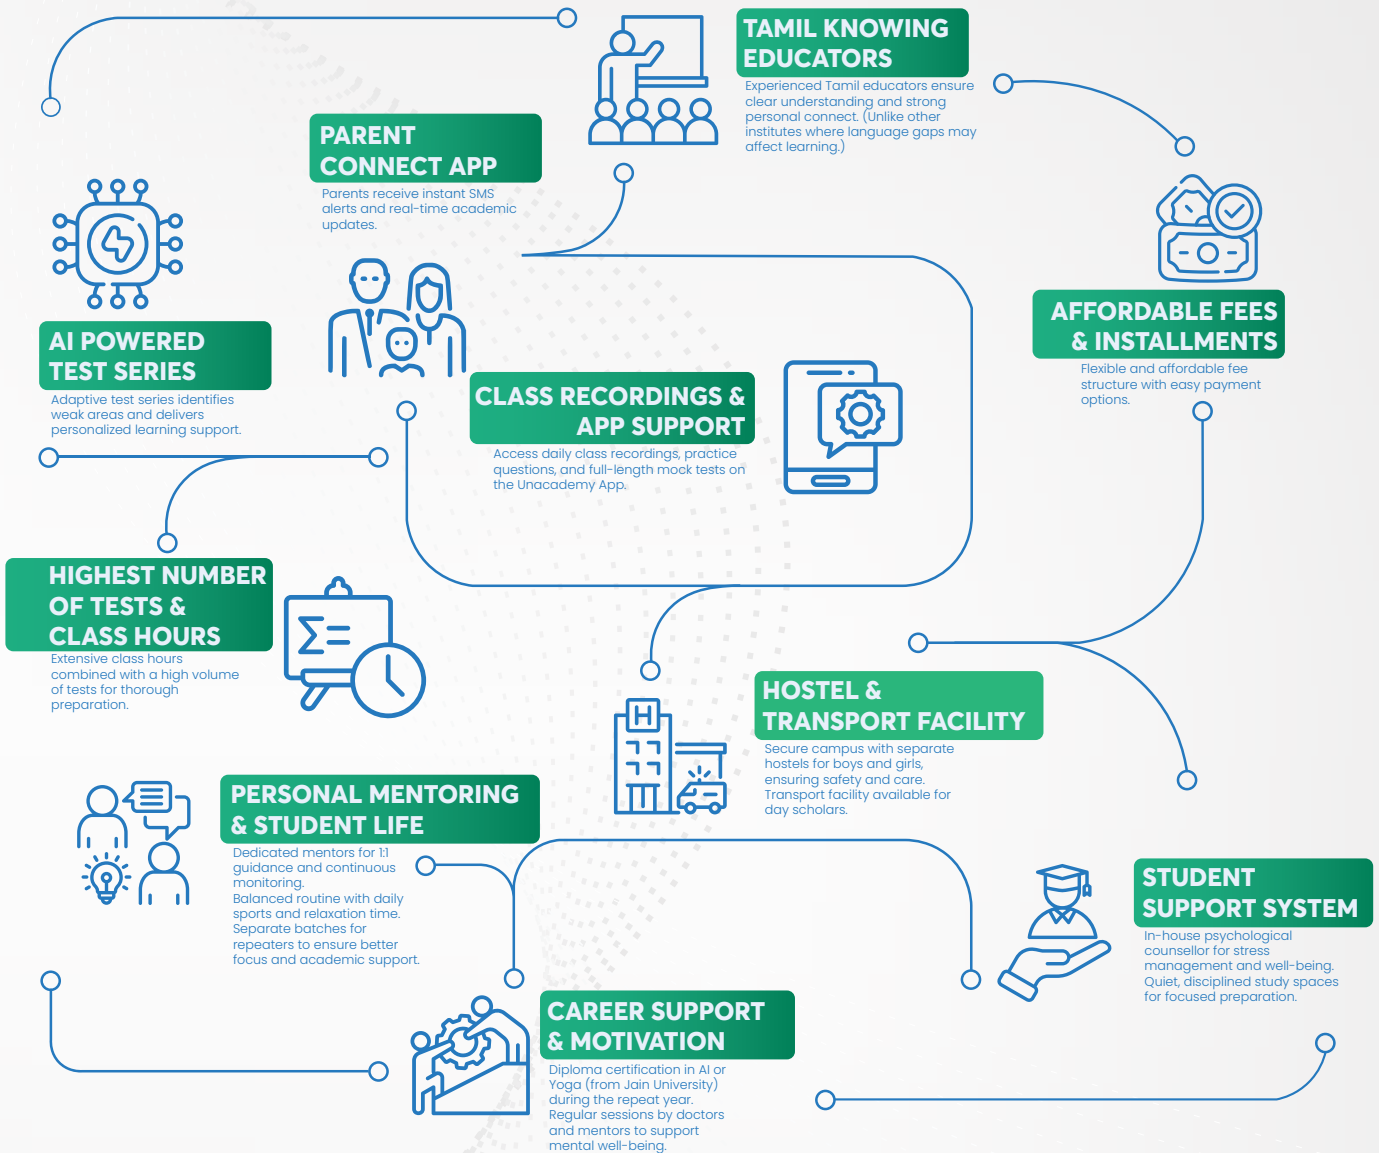 TAMIL KNOWING
EDUCATORS
Experienced Tamil educators ensure
clear understanding and strong
personal connect. (Unlike other
institutes where language gaps may
affect learning.)
PARENT
CONNECT APP
Parents receive instant SMS
alerts and real-time academic
updates.
AI POWERED
TEST SERIES
Adaptive test series identifies
weak areas and delivers
personalized learning support.
AFFORDABLE FEES
& INSTALLMENTS
Flexible and affordable fee
structure with easy payment
options.
CLASS RECORDINGS &
APP SUPPORT
Access daily class recordings, practice
questions, and full-length mock tests on
the Unacademy App.
HIGHEST NUMBER
OF TESTS &
CLASS HOURS
Extensive class hours
combined with a high volume
of tests for thorough
preparation.
H
HOSTEL &
TRANSPORT FACILITY
Secure campus with separate
hostels for boys and girls,
ensuring safety and care.
Transport facility available for
day scholars.
PERSONAL MENTORING
& STUDENT LIFE
Dedicated mentors for 1:1
guidance and continuous
monitoring.
Balanced routine with daily
sports and relaxation time.
Separate batches for
repeaters to ensure better
focus and academic support.
STUDENT
SUPPORT SYSTEM
In-house psychological
counsellor for stress
management and well-being.
Quiet, disciplined study spaces
for focused preparation.
CAREER SUPPORT
& MOTIVATION
Diploma certification in AI or
Yoga (from Jain University)
during the repeat year.
Regular sessions by doctors
and mentors to support
mental well-being.